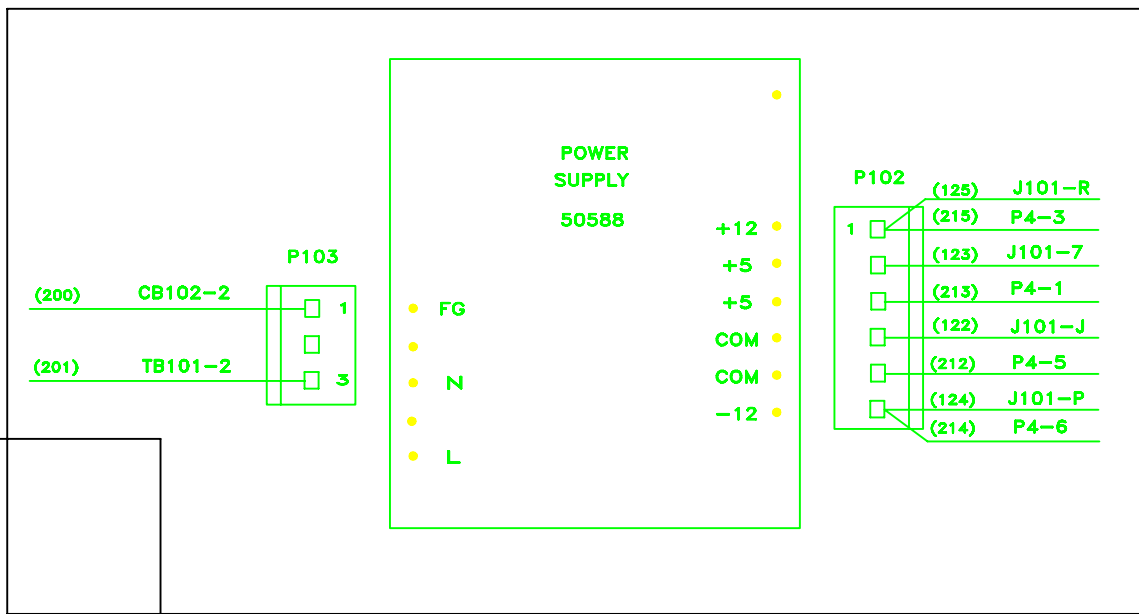 POWER
SUPPLY
50588
P103
(200) CB102-2 1
(201) TB101-2 3
FG
N
L
+12
+5
+5
COM
COM
-12
P102
1
(125) J101-R
(215) P4-3
(123) J101-7
(213) P4-1
(122) J101-J
(212) P4-5
(124) J101-P
(214) P4-6